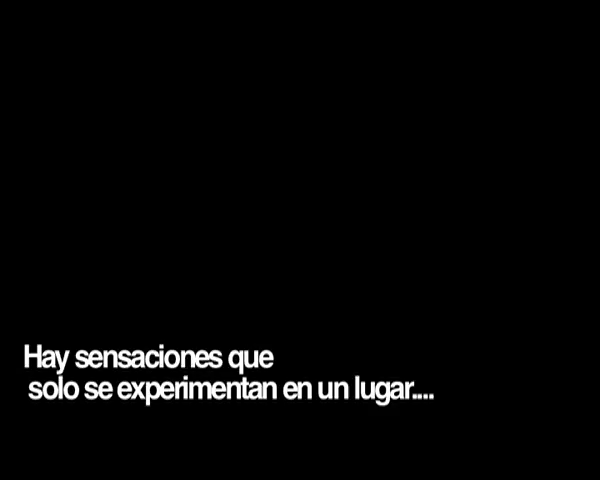 Hay sensaciones que
solo se experimentan en un lugar....